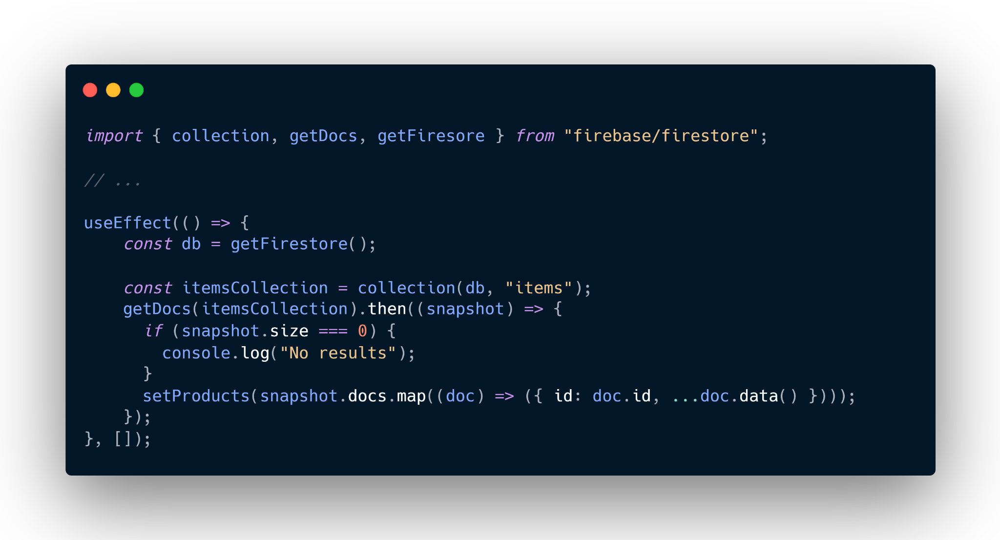 import { collection, getDocs, getFiresore } from "firebase/firestore";
// ...
useEffect(() => {
    const db = getFirestore();
    const itemsCollection = collection(db, "items");
    getDocs(itemsCollection).then((snapshot) => {
      if (snapshot.size === 0) {
        console.log("No results");
      }
      setProducts(snapshot.docs.map((doc) => ({ id: doc.id, ...doc.data() })));
    });
}, []);